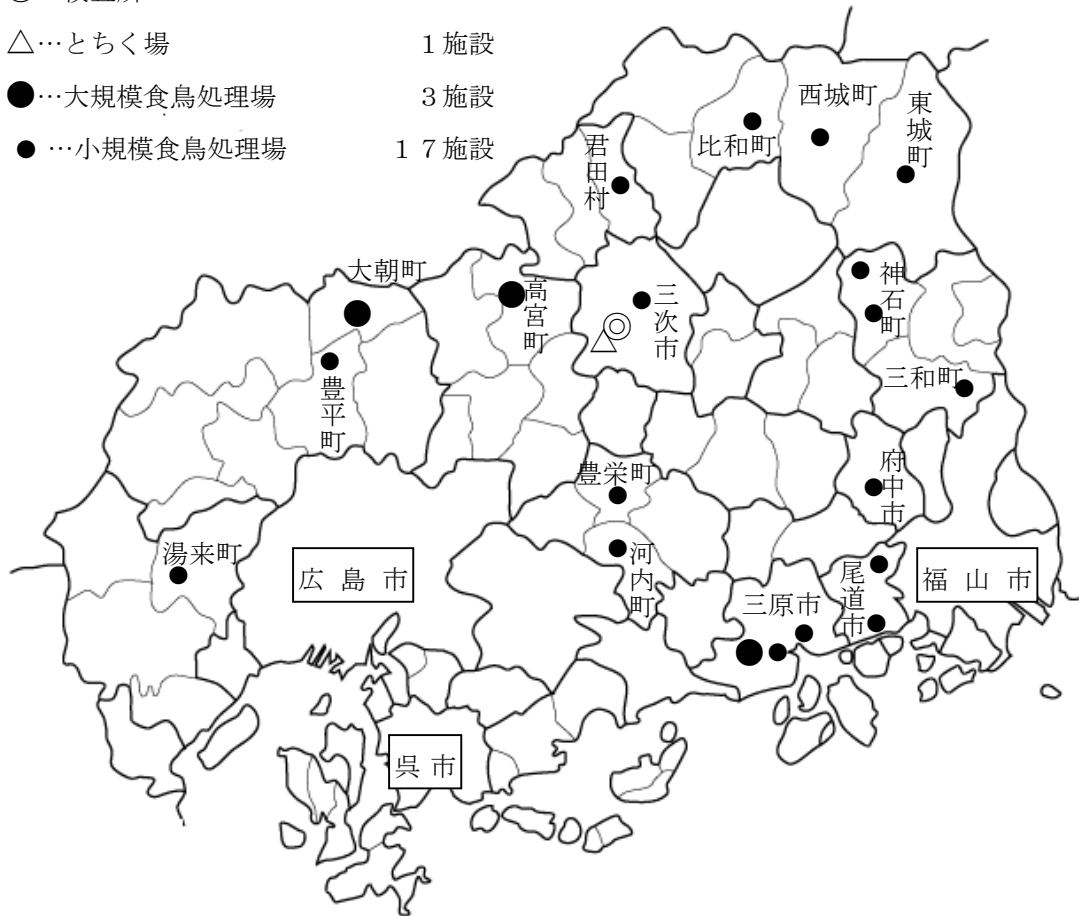 △…とちく場 1施設
●…大規模食鳥処理場 3施設
●…小規模食鳥処理場 17施設
西城町
東城町
比和町
君田村
大朝町
高宮町
三次市
神石町
豊平町
三和町
豊栄町
府中市
湯来町
広島市
河内町
尾道市
福山市
三原市
呉市